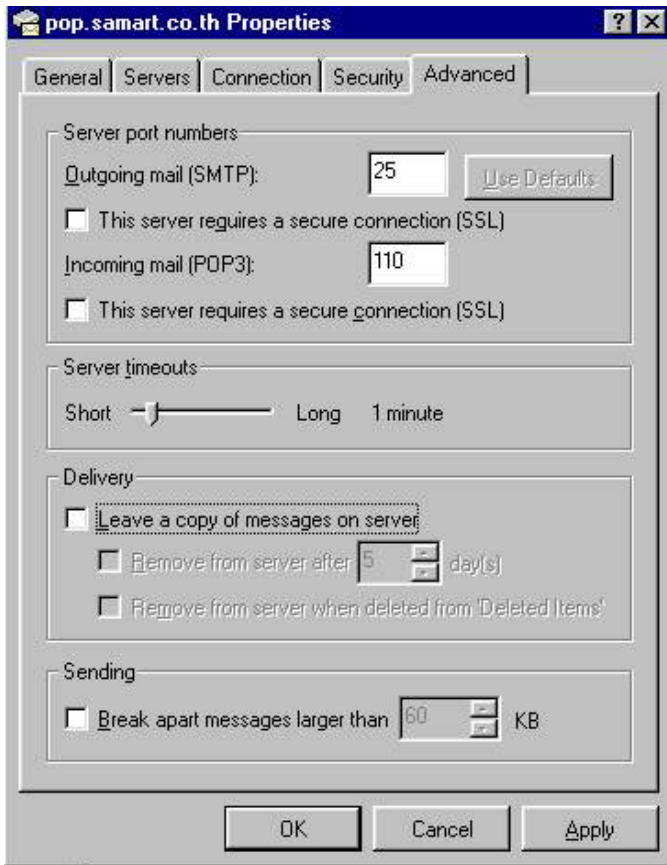 pop.samart.co.th Properties
General Servers Connection Security Advanced
Server port numbers
Outgoing mail (SMTP): 25 Use Defaults
This server requires a secure connection (SSL)
Incoming mail (POP3): 110
This server requires a secure connection (SSL)
Server timeouts
Short Long 1 minute
Delivery
Leave a copy of messages on server
Remove from server after 5 day(s)
Remove from server when deleted from 'Deleted Items'
Sending
Break apart messages larger than 60 KB
OK Cancel Apply